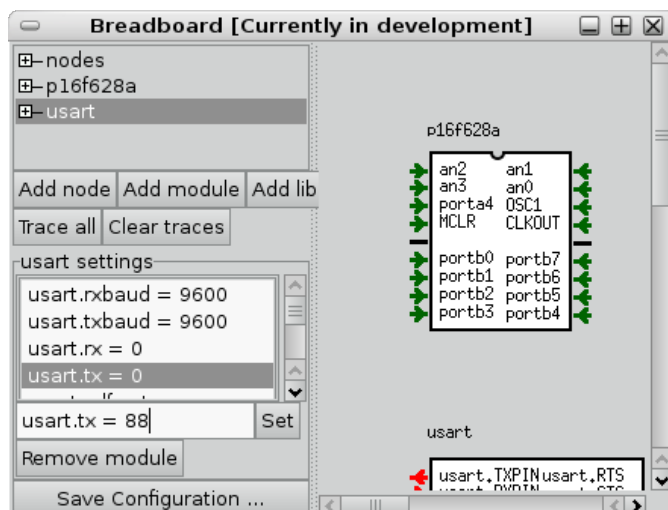 Breadboard [Currently in development]
nodes
p16f628a
usart
Add node Add module Add lib
Trace all Clear traces
usart settings
usart.rxbaud = 9600
usart.txbaud = 9600
usart.rx = 0
usart.tx = 0
usart.tx = 88 Set
Remove module
Save Configuration ...
p16f628a
an2 an1
an3 an0
porta4 OSC1
MCLR CLKOUT
portb0 portb7
portb1 portb6
portb2 portb5
portb3 portb4
usart
usart.TXPIN usart.RTS